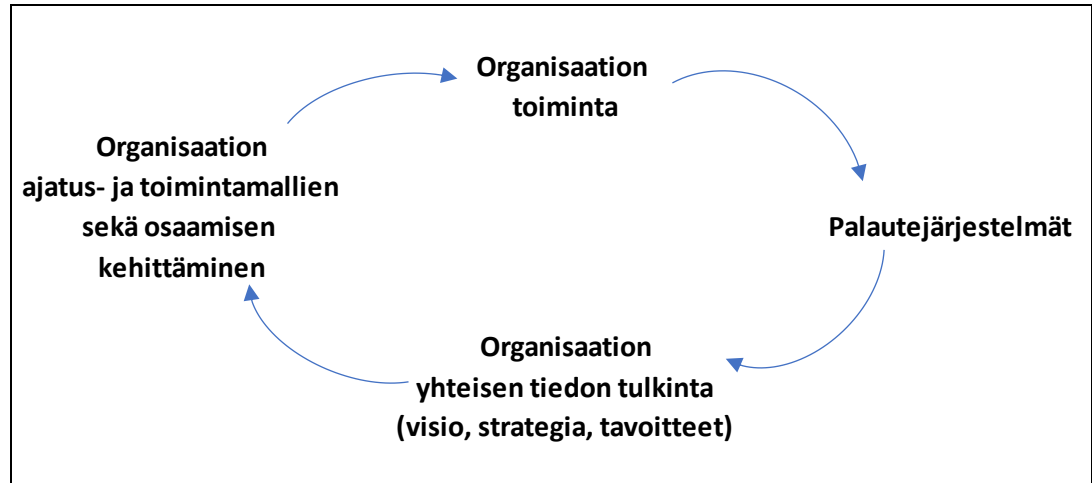 Organisaation
toiminta
Organisaation
ajatus- ja toimintamallien
sekä osaamisen
kehittäminen
Palautejärjestelmät
Organisaation
yhteisen tiedon tulkinta
(visio, strategia, tavoitteet)